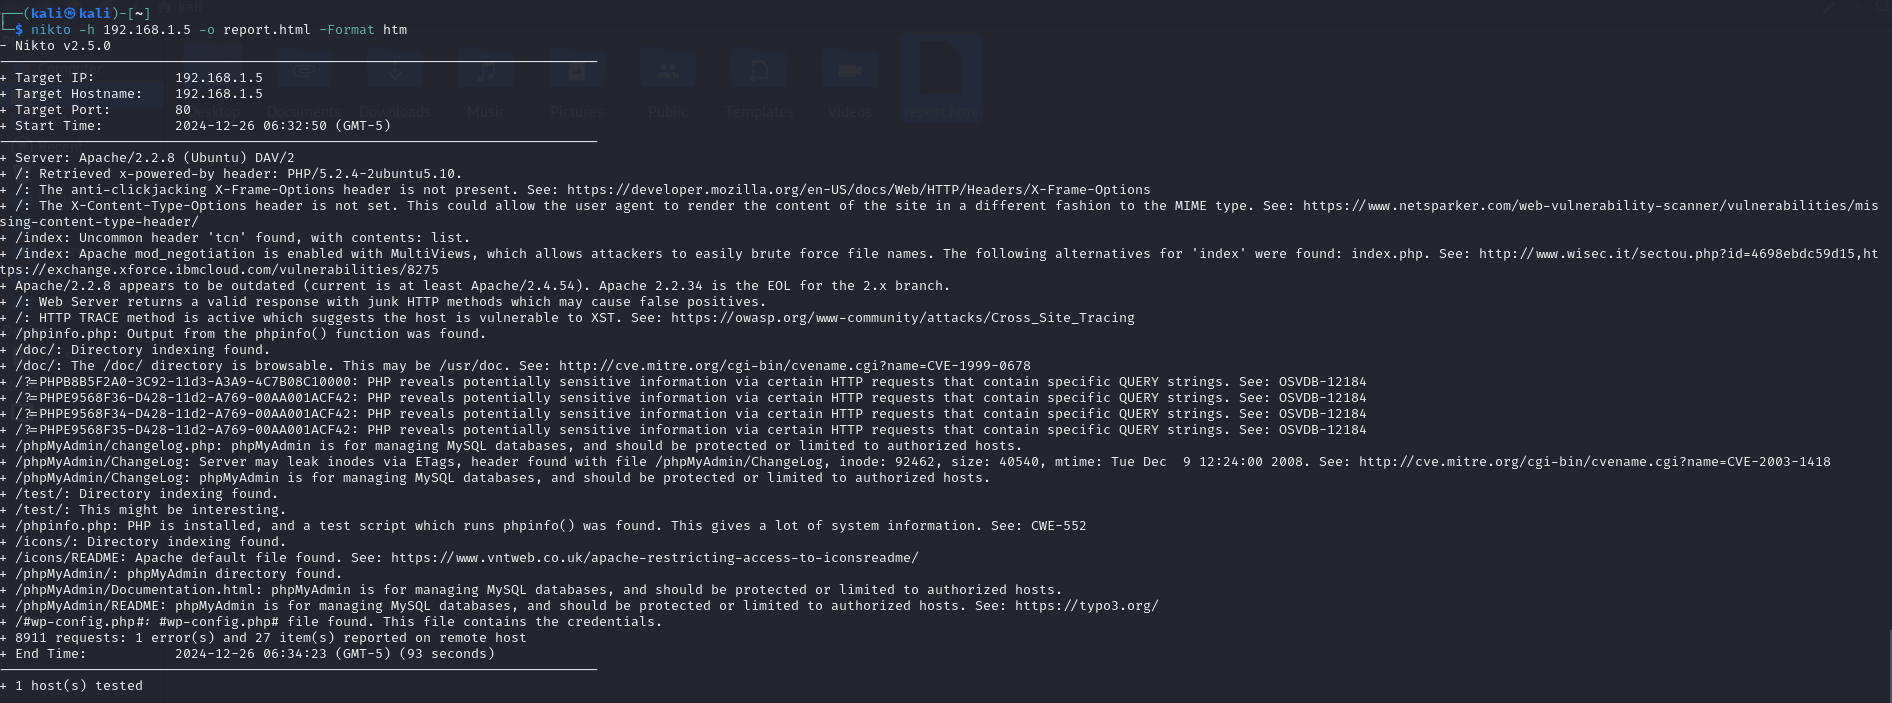 ┌──(kali㉿kali)-[~]
└─$ nikto -h 192.168.1.5 -o report.html -Format htm
- Nikto v2.5.0
---------------------------------------------------------------------------
+ Target IP:          192.168.1.5
+ Target Hostname:    192.168.1.5
+ Target Port:        80
+ Start Time:         2024-12-26 06:32:50 (GMT-5)
---------------------------------------------------------------------------
+ Server: Apache/2.2.8 (Ubuntu) DAV/2
+ /: Retrieved x-powered-by header: PHP/5.2.4-2ubuntu5.10.
+ /: The anti-clickjacking X-Frame-Options header is not present. See: https://developer.mozilla.org/en-US/docs/Web/HTTP/Headers/X-Frame-Options
+ /: The X-Content-Type-Options header is not set. This could allow the user agent to render the content of the site in a different fashion to the MIME type. See: https://www.netsparker.com/web-vulnerability-scanner/vulnerabilities/mis
sing-content-type-header/
+ /index: Uncommon header 'tcn' found, with contents: list.
+ /index: Apache mod_negotiation is enabled with MultiViews, which allows attackers to easily brute force file names. The following alternatives for 'index' were found: index.php. See: http://www.wisec.it/sectou.php?id=4698ebdc59d15,ht
tps://exchange.xforce.ibmcloud.com/vulnerabilities/8275
+ Apache/2.2.8 appears to be outdated (current is at least Apache/2.4.54). Apache 2.2.34 is the EOL for the 2.x branch.
+ /: Web Server returns a valid response with junk HTTP methods which may cause false positives.
+ /: HTTP TRACE method is active which suggests the host is vulnerable to XST. See: https://owasp.org/www-community/attacks/Cross_Site_Tracing
+ /phpinfo.php: Output from the phpinfo() function was found.
+ /doc/: Directory indexing found.
+ /doc/: The /doc/ directory is browsable. This may be /usr/doc. See: http://cve.mitre.org/cgi-bin/cvename.cgi?name=CVE-1999-0678
+ /?=PHPB8B5F2A0-3C92-11d3-A3A9-4C7B08C10000: PHP reveals potentially sensitive information via certain HTTP requests that contain specific QUERY strings. See: OSVDB-12184
+ /?=PHPE9568F36-D428-11d2-A769-00AA001ACF42: PHP reveals potentially sensitive information via certain HTTP requests that contain specific QUERY strings. See: OSVDB-12184
+ /?=PHPE9568F34-D428-11d2-A769-00AA001ACF42: PHP reveals potentially sensitive information via certain HTTP requests that contain specific QUERY strings. See: OSVDB-12184
+ /?=PHPE9568F35-D428-11d2-A769-00AA001ACF42: PHP reveals potentially sensitive information via certain HTTP requests that contain specific QUERY strings. See: OSVDB-12184
+ /phpMyAdmin/changelog.php: phpMyAdmin is for managing MySQL databases, and should be protected or limited to authorized hosts.
+ /phpMyAdmin/ChangeLog: Server may leak inodes via ETags, header found with file /phpMyAdmin/ChangeLog, inode: 92462, size: 40540, mtime: Tue Dec  9 12:24:00 2008. See: http://cve.mitre.org/cgi-bin/cvename.cgi?name=CVE-2003-1418
+ /phpMyAdmin/ChangeLog: phpMyAdmin is for managing MySQL databases, and should be protected or limited to authorized hosts.
+ /test/: Directory indexing found.
+ /test/: This might be interesting.
+ /phpinfo.php: PHP is installed, and a test script which runs phpinfo() was found. This gives a lot of system information. See: CWE-552
+ /icons/: Directory indexing found.
+ /icons/README: Apache default file found. See: https://www.vntweb.co.uk/apache-restricting-access-to-iconsreadme/
+ /phpMyAdmin/: phpMyAdmin directory found.
+ /phpMyAdmin/Documentation.html: phpMyAdmin is for managing MySQL databases, and should be protected or limited to authorized hosts.
+ /phpMyAdmin/README: phpMyAdmin is for managing MySQL databases, and should be protected or limited to authorized hosts. See: https://typo3.org/
+ /#wp-config.php#: #wp-config.php# file found. This file contains the credentials.
+ 8911 requests: 1 error(s) and 27 item(s) reported on remote host
+ End Time:           2024-12-26 06:34:23 (GMT-5) (93 seconds)
---------------------------------------------------------------------------
+ 1 host(s) tested
kali
Documents Downloads Music Pictures Public Templates Videos report.html